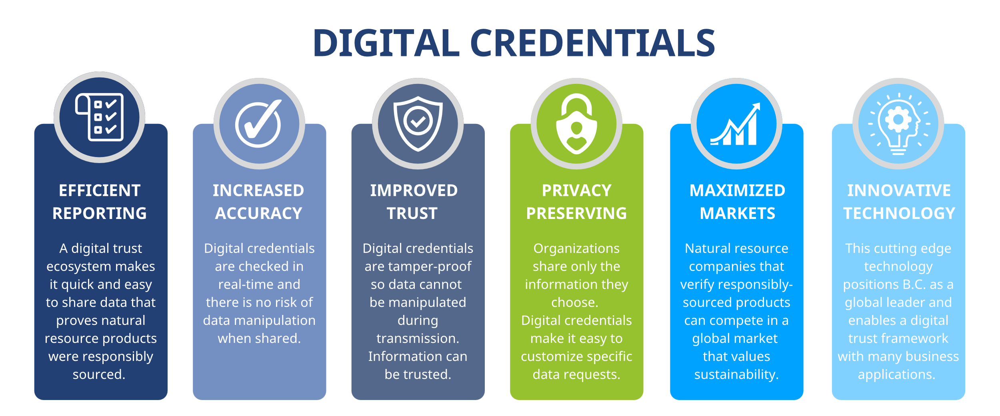 DIGITAL CREDENTIALS
EFFICIENT
REPORTING
A digital trust
ecosystem makes
it quick and easy
to share data that
proves natural
resource products
were responsibly
sourced.
INCREASED
ACCURACY
Digital credentials
are checked in
real-time and
there is no risk of
data manipulation
when shared.
IMPROVED
TRUST
Digital credentials
are tamper-proof
so data cannot
be manipulated
during
transmission.
Information can
be trusted.
PRIVACY
PRESERVING
Organizations
share only the
information they
choose.
Digital credentials
make it easy to
customize specific
data requests.
MAXIMIZED
MARKETS
Natural resource
companies that
verify responsibly-
sourced products
can compete in a
global market
that values
sustainability.
INNOVATIVE
TECHNOLOGY
This cutting edge
technology
positions B.C. as a
global leader and
enables a digital
trust framework
with many business
applications.